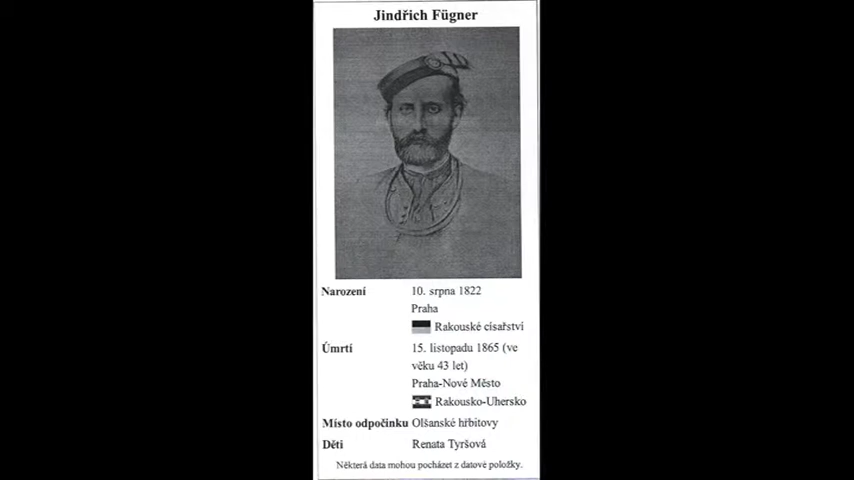 Jindřich Fügner
Narození 10. srpna 1822
Praha
Rakouské císařství
Úmrtí 15. listopadu 1865 (ve
věku 43 let)
Praha-Nové Město
Rakousko-Uhersko
Místo odpočinku Olšanské hřbitovy
Děti Renata Tyršová
Některá data mohou pocházet z datové položky.